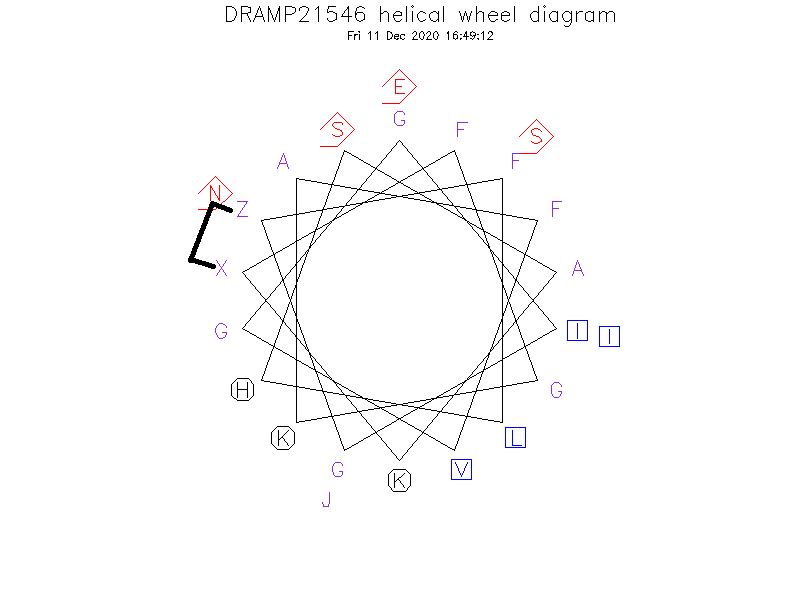 DRAMP21546 helical wheel diagram
Fri 11 Dec 2020 16:49:12
E
G
S
F
S
A
F
N
Z
F
X
A
G
I
I
H
G
K
L
G
V
K
J